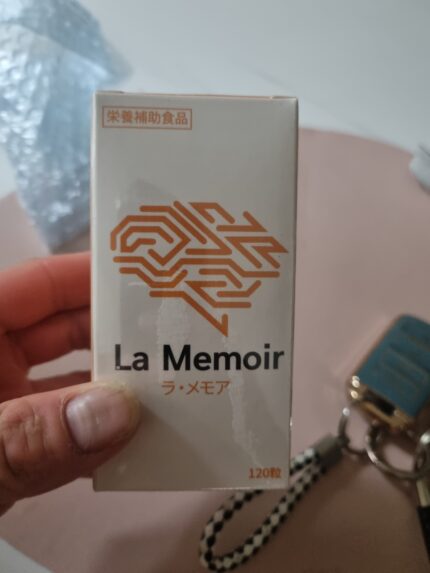 栄養補助食品
La Memoir
ラ・メモア
120粒